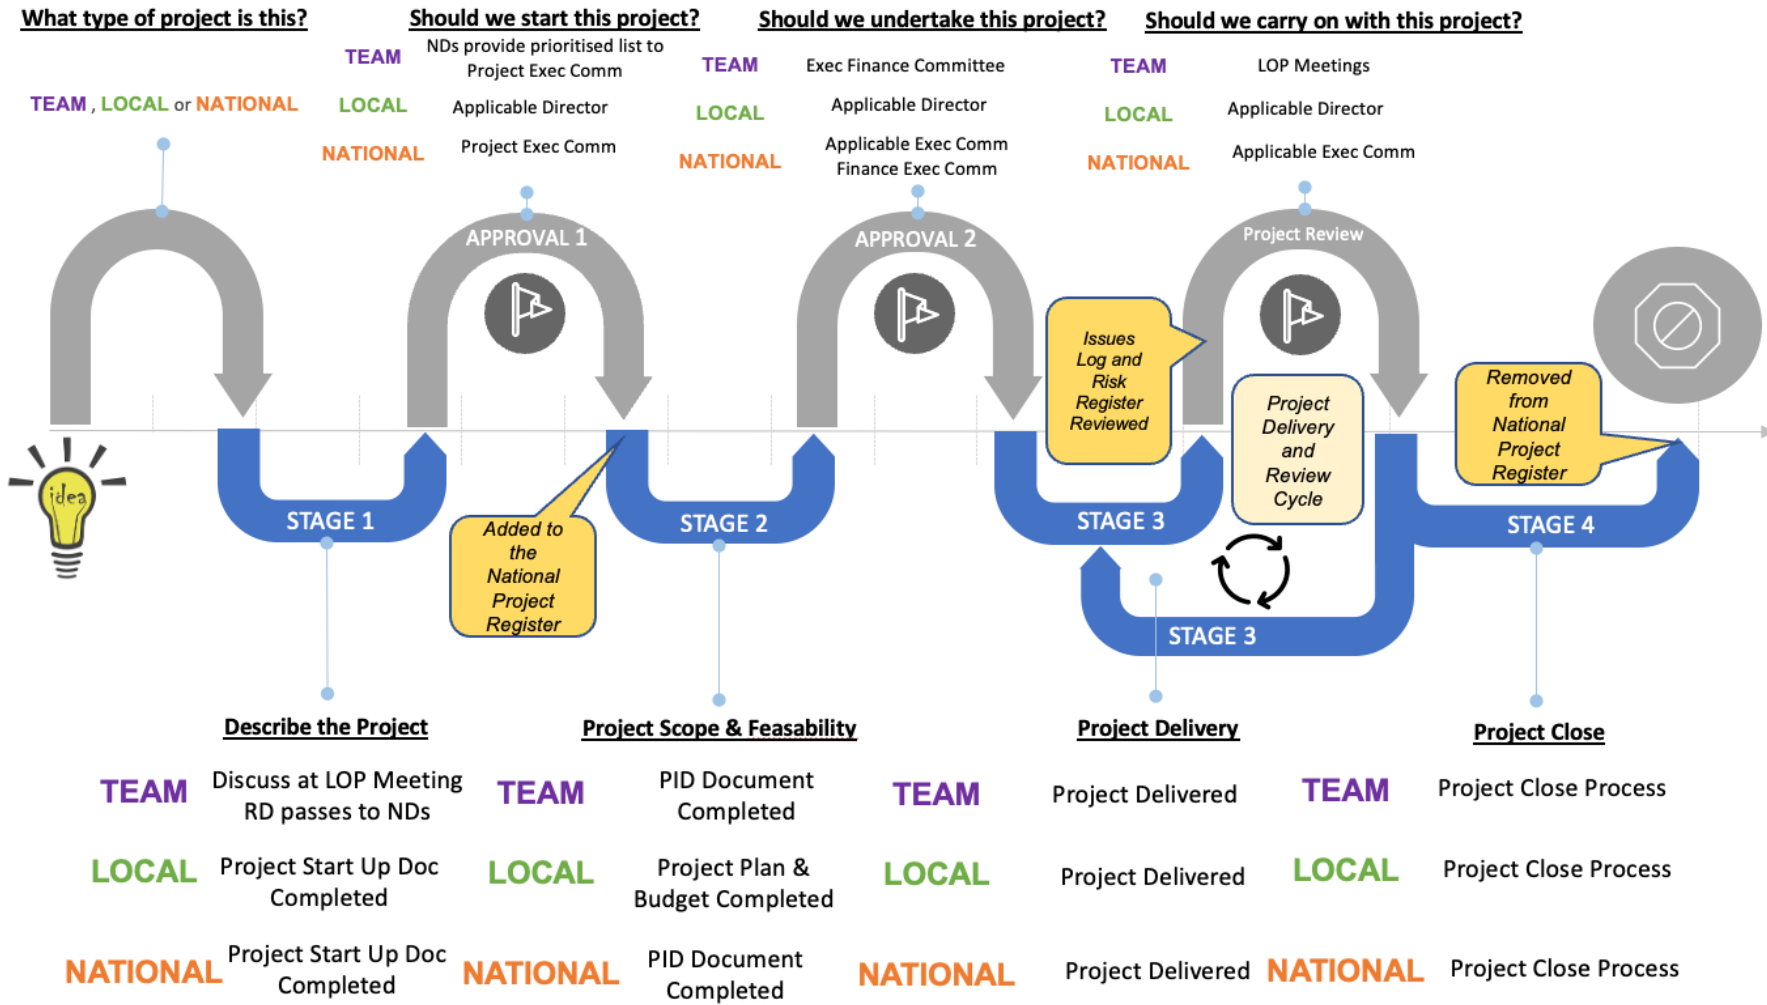 What type of project is this?
TEAM , LOCAL or NATIONAL
Should we start this project?
TEAM
NDs provide prioritised list to
Project Exec Comm
LOCAL
Applicable Director
NATIONAL
Project Exec Comm
Should we undertake this project?
TEAM
Exec Finance Committee
LOCAL
Applicable Director
NATIONAL
Applicable Exec Comm
Finance Exec Comm
Should we carry on with this project?
TEAM
LOP Meetings
LOCAL
Applicable Director
NATIONAL
Applicable Exec Comm
APPROVAL 1
APPROVAL 2
Project Review
Issues
Log and
Risk
Register
Reviewed
Project
Delivery
and
Review
Cycle
Removed
from
National
Project
Register
idea
STAGE 1
Added to
the
National
Project
Register
STAGE 2
STAGE 3
STAGE 4
STAGE 3
Describe the Project
TEAM
Discuss at LOP Meeting
RD passes to NDs
LOCAL
Project Start Up Doc
Completed
NATIONAL
Project Start Up Doc
Completed
Project Scope & Feasability
TEAM
PID Document
Completed
LOCAL
Project Plan &
Budget Completed
NATIONAL
PID Document
Completed
Project Delivery
TEAM
Project Delivered
LOCAL
Project Delivered
NATIONAL
Project Delivered
Project Close
TEAM
Project Close Process
LOCAL
Project Close Process
NATIONAL
Project Close Process